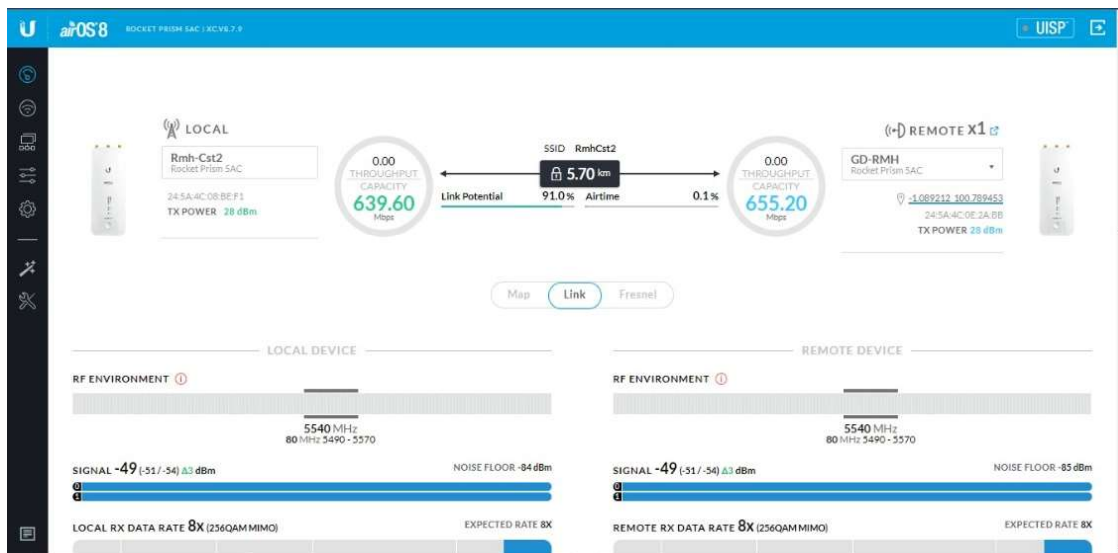 airOS 8 ROCKET PRISM 5AC | XC.V8.7.9 UISP
LOCAL
Rmh-Cst2
Rocket Prism 5AC
24:5A:4C:08:BE:F1
TX POWER 28 dBm
0.00
THROUGHPUT
CAPACITY
639.60
Mbps
SSID RmhCst2
5.70 km
Link Potential 91.0 % Airtime 0.1 %
0.00
THROUGHPUT
CAPACITY
655.20
Mbps
REMOTE X1
GD-RMH
Rocket Prism 5AC
-1.089212 100.789453
24:5A:4C:0E:2A:BB
TX POWER 28 dBm
Map Link Fresnel
LOCAL DEVICE
RF ENVIRONMENT
5540 MHz
80 MHz 5490 - 5570
SIGNAL -49 (-51 / -54) Δ3 dBm NOISE FLOOR -84 dBm
0
1
LOCAL RX DATA RATE 8X (256QAM MIMO) EXPECTED RATE 8X
REMOTE DEVICE
RF ENVIRONMENT
5540 MHz
80 MHz 5490 - 5570
SIGNAL -49 (-51 / -54) Δ3 dBm NOISE FLOOR -85 dBm
0
1
REMOTE RX DATA RATE 8X (256QAM MIMO) EXPECTED RATE 8X